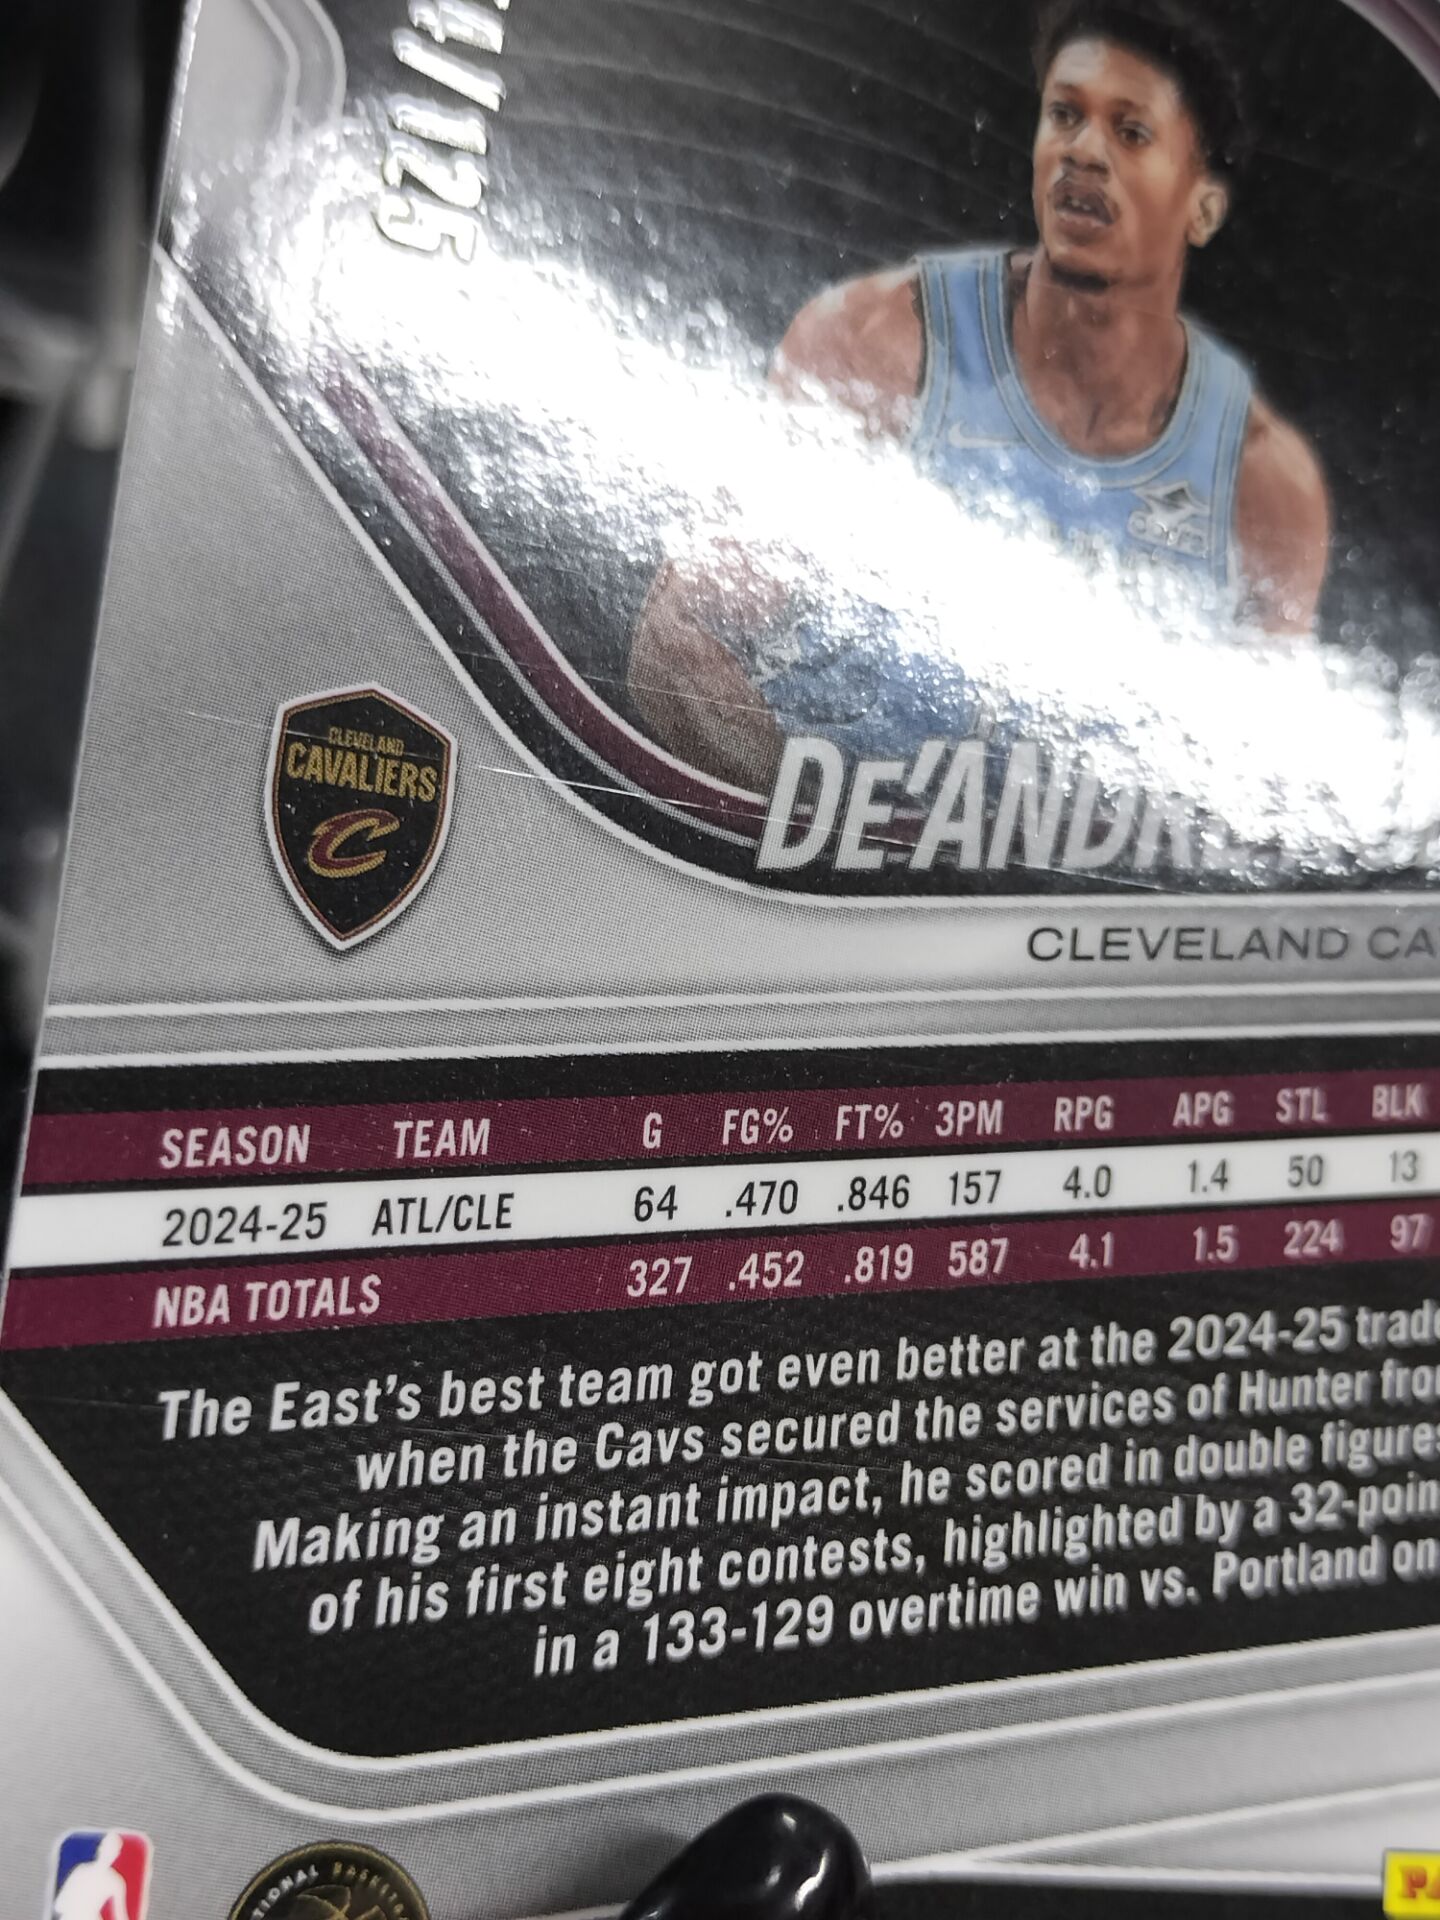 /125
CLEVELAND
CAVALIERS
C
DE'ANDRE
CLEVELAND CA
SEASON TEAM G FG% FT% 3PM RPG APG STL BLK
2024-25 ATL/CLE 64 .470 .846 157 4.0 1.4 50 13
NBA TOTALS 327 .452 .819 587 4.1 1.5 224 97
The East's best team got even better at the 2024-25 trade
when the Cavs secured the services of Hunter from
Making an instant impact, he scored in double figures
of his first eight contests, highlighted by a 32-poin
in a 133-129 overtime win vs. Portland on